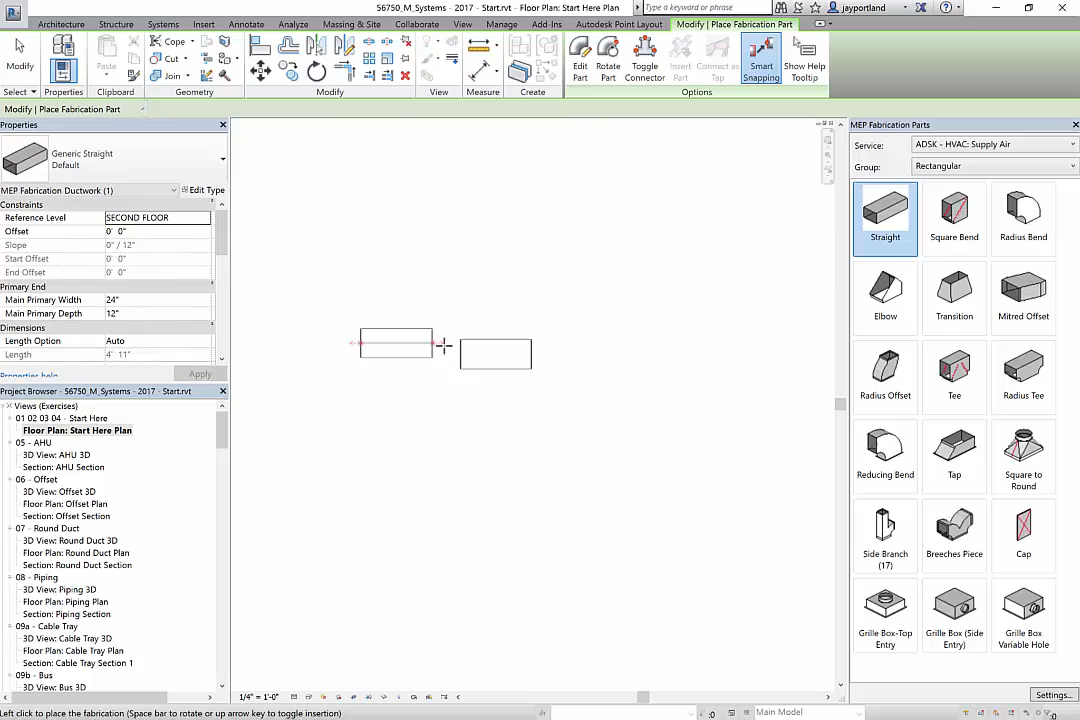 56750_M_Systems - 2017 - Start.rvt - Floor Plan: Start Here Plan
Type a keyword or phrase
jayportland
Architecture Structure Systems Insert Annotate Analyze Massing & Site Collaborate View Manage Add-Ins Autodesk Point Layout Modify | Place Fabrication Part
Modify
Paste
Cope
Cut
Join
Edit Part
Rotate Part
Toggle Connector
Insert Part
Connect as Tap
Smart Snapping
Show Help Tooltip
Select Properties Clipboard Geometry Modify View Measure Create Options
Modify | Place Fabrication Part
Properties
Generic Straight
Default
MEP Fabrication Ductwork (1) Edit Type
Constraints
Reference Level SECOND FLOOR
Offset 0' 0"
Slope 0" / 12"
Start Offset 0' 0"
End Offset 0' 0"
Primary End
Main Primary Width 24"
Main Primary Depth 12"
Dimensions
Length Option Auto
Length 4' 11"
Properties help Apply
Project Browser - 56750_M_Systems - 2017 - Start.rvt
Views (Exercises)
01 02 03 04 - Start Here
Floor Plan: Start Here Plan
05 - AHU
3D View: AHU 3D
Section: AHU Section
06 - Offset
3D View: Offset 3D
Floor Plan: Offset Plan
Section: Offset Section
07 - Round Duct
3D View: Round Duct 3D
Floor Plan: Round Duct Plan
Section: Round Duct Section
08 - Piping
3D View: Piping 3D
Floor Plan: Piping Plan
Section: Piping Section
09a - Cable Tray
3D View: Cable Tray 3D
Floor Plan: Cable Tray Plan
Section: Cable Tray Section 1
09b - Bus
3D View: Bus 3D
MEP Fabrication Parts
Service: ADSK - HVAC: Supply Air
Group: Rectangular
Straight
Square Bend
Radius Bend
Elbow
Transition
Mitred Offset
Radius Offset
Tee
Radius Tee
Reducing Bend
Tap
Square to Round
Side Branch (17)
Breeches Piece
Cap
Grille Box-Top Entry
Grille Box (Side Entry)
Grille Box Variable Hole
Settings...
1/4" = 1'-0"
Left click to place the fabrication (Space bar to rotate or up arrow key to toggle insertion)
:0
Main Model
:0